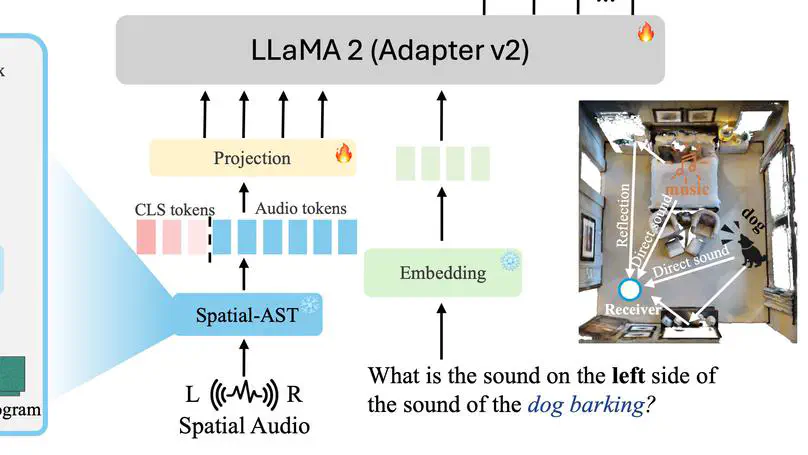 ...
LLaMA 2 (Adapter v2)
Projection
CLS tokens
Audio tokens
Embedding
Spatial-AST
L
R
Spatial Audio
What is the sound on the left side of
the sound of the dog barking?
music
dog
Reflection
Direct sound
Direct sound
Receiver